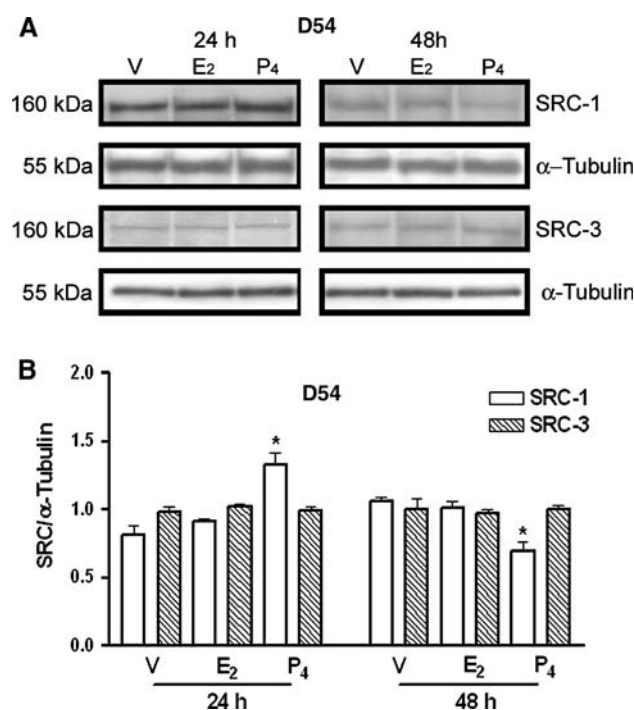 A
D54
24 h 48h
V E₂ P₄ V E₂ P₄
160 kDa SRC-1
55 kDa α–Tubulin
160 kDa SRC-3
55 kDa α-Tubulin
B
D54
SRC/α-Tubulin
2.0
1.5
1.0
0.5
0.0
SRC-1
SRC-3
*
*
V E₂ P₄ V E₂ P₄
24 h 48 h